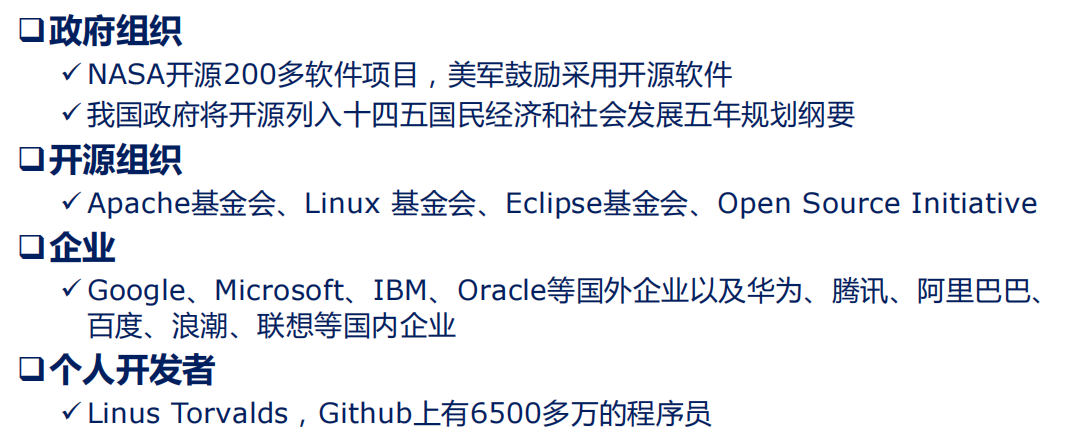 ❑政府组织
✓NASA开源200多软件项目，美军鼓励采用开源软件
✓我国政府将开源列入十四五国民经济和社会发展五年规划纲要
❑开源组织
✓Apache基金会、Linux 基金会、Eclipse基金会、Open Source Initiative
❑企业
✓Google、Microsoft、IBM、Oracle等国外企业以及华为、腾讯、阿里巴巴、
百度、浪潮、联想等国内企业
❑个人开发者
✓Linus Torvalds，Github上有6500多万的程序员